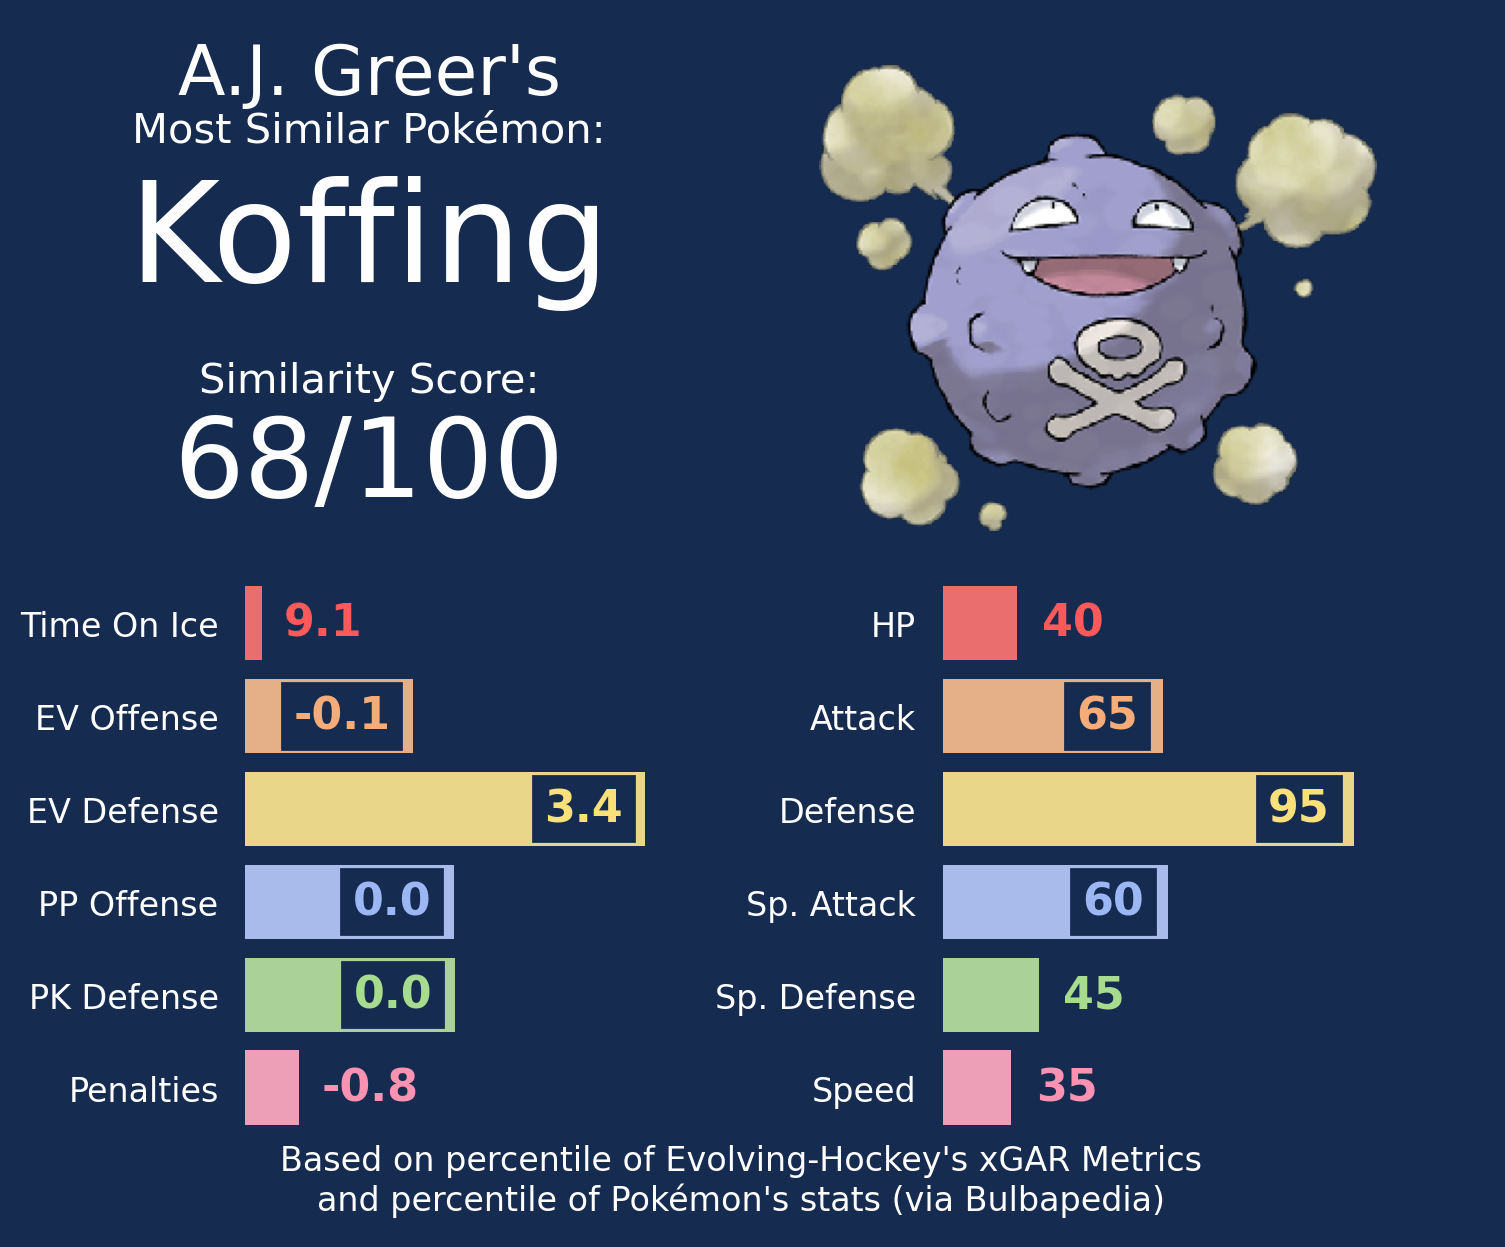 A.J. Greer's
Most Similar Pokémon:
Koffing
Similarity Score:
68/100
Time On Ice 9.1
EV Offense -0.1
EV Defense 3.4
PP Offense 0.0
PK Defense 0.0
Penalties -0.8
HP 40
Attack 65
Defense 95
Sp. Attack 60
Sp. Defense 45
Speed 35
Based on percentile of Evolving-Hockey's xGAR Metrics
and percentile of Pokémon's stats (via Bulbapedia)